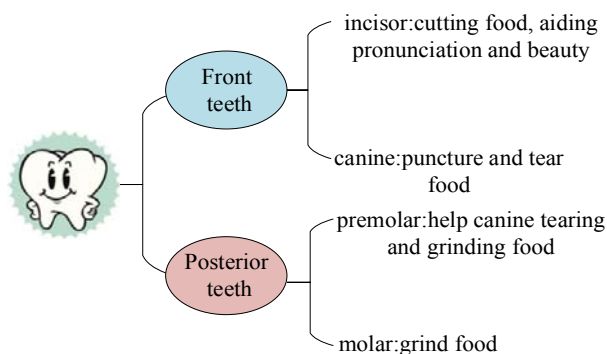 incisor:cutting food, aiding
pronunciation and beauty
Front
teeth
canine:puncture and tear
food
premolar:help canine tearing
and grinding food
Posterior
teeth
molar:grind food